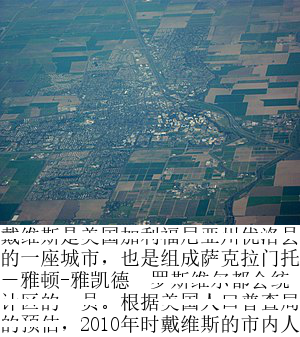 戴维斯是美国加利福尼亚州优洛县
的一座城市，也是组成萨克拉门托
－雅顿-雅凯德 罗斯维尔都会统
计区的 员。根据美国人口普查局
的预估，2010年时戴维斯的市内人